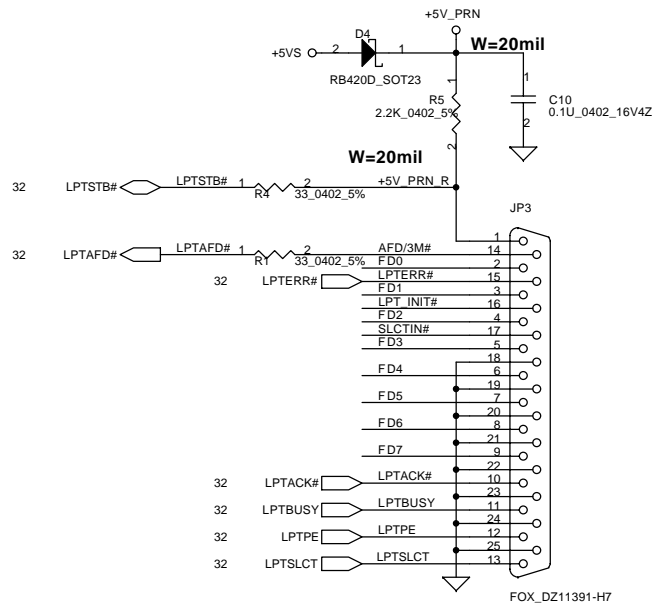 +5V_PRN
D4
+5VS 2 1 W=20mil
RB420D_SOT23
1 1
R5 C10
2.2K_0402_5% 0.1U_0402_16V4Z
2 2
W=20mil
32 LPTSTB# LPTSTB# 1 2 +5V_PRN_R
R4 33_0402_5%
JP3
1
32 LPTAFD# LPTAFD# 1 2 AFD/3M# 14
R1 33_0402_5% FD0 2
32 LPTERR# LPTERR# 15
FD1 3
LPT_INIT# 16
FD2 4
SLCTIN# 17
FD3 5
18
FD4 6
19
FD5 7
20
FD6 8
21
FD7 9
22
32 LPTACK# LPTACK# 10
23
32 LPTBUSY LPTBUSY 11
24
32 LPTPE LPTPE 12
25
32 LPTSLCT LPTSLCT 13
FOX_DZ11391-H7